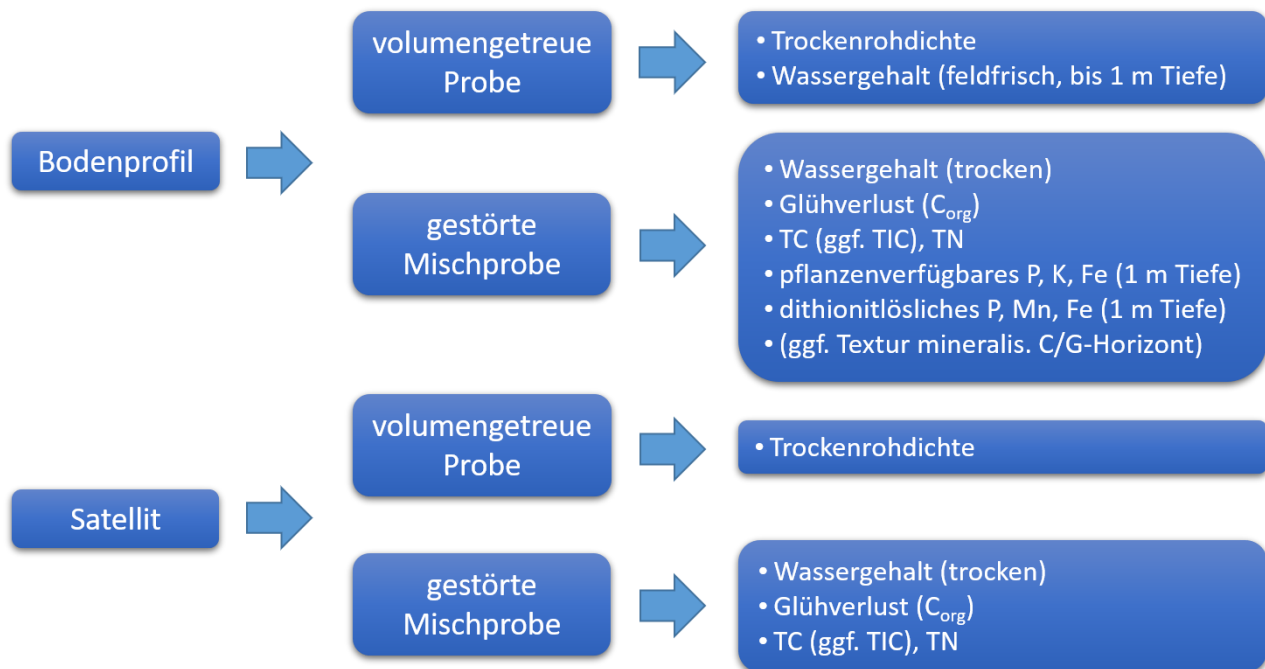 Bodenprofil
volumengetreue
Probe
• Trockenrohdichte
• Wassergehalt (feldfrisch, bis 1 m Tiefe)
gestörte
Mischprobe
• Wassergehalt (trocken)
• Glühverlust (Corg)
• TC (ggf. TIC), TN
• pflanzenverfügbares P, K, Fe (1 m Tiefe)
• dithionitlösliches P, Mn, Fe (1 m Tiefe)
• (ggf. Textur mineralis. C/G-Horizont)
Satellit
volumengetreue
Probe
• Trockenrohdichte
gestörte
Mischprobe
• Wassergehalt (trocken)
• Glühverlust (Corg)
• TC (ggf. TIC), TN